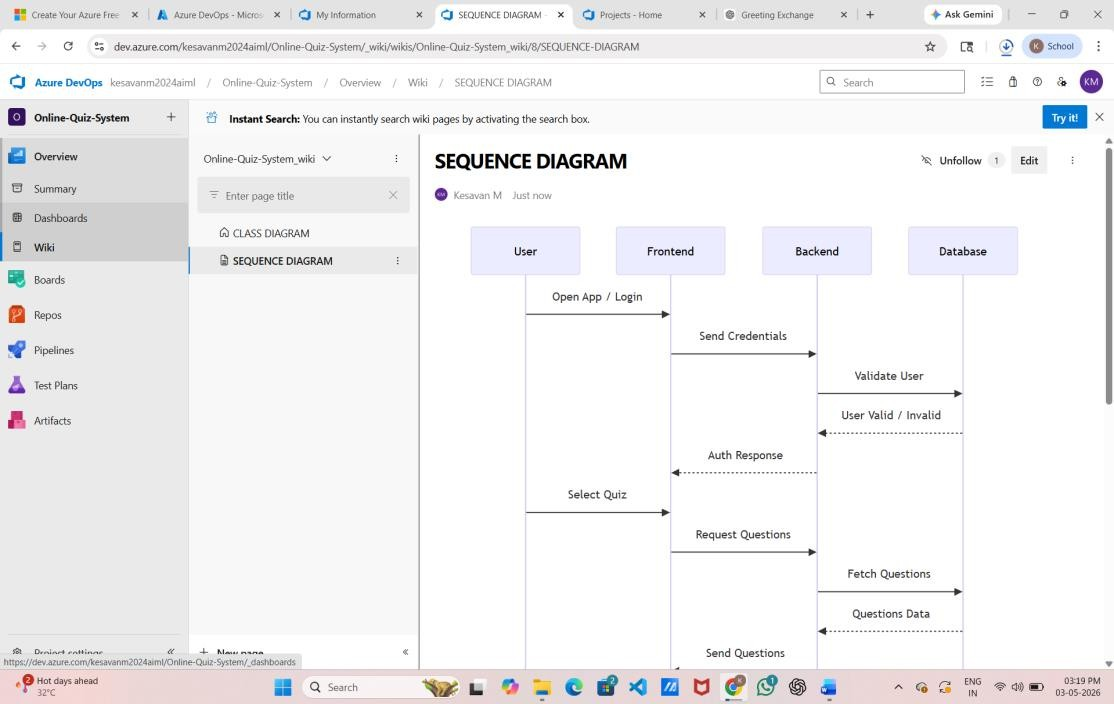 Create Your Azure Free
Azure DevOps - Micros
My Information
SEQUENCE DIAGRAM -
Projects - Home
Greeting Exchange
Ask Gemini
dev.azure.com/kesavanm2024aiml/Online-Quiz-System/_wiki/wikis/Online-Quiz-System_wiki/8/SEQUENCE-DIAGRAM
K School
Azure DevOps kesavanm2024aiml / Online-Quiz-System / Overview / Wiki / SEQUENCE DIAGRAM
Search
KM
O Online-Quiz-System +
Instant Search: You can instantly search wiki pages by activating the search box.
Try it!
Overview
Summary
Dashboards
Wiki
Boards
Repos
Pipelines
Test Plans
Artifacts
Project settings
Online-Quiz-System_wiki
Enter page title
CLASS DIAGRAM
SEQUENCE DIAGRAM
+ New page
SEQUENCE DIAGRAM
Unfollow 1 Edit
KM Kesavan M Just now
User Frontend Backend Database
Open App / Login
Send Credentials
Validate User
User Valid / Invalid
Auth Response
Select Quiz
Request Questions
Fetch Questions
Questions Data
Send Questions
https://dev.azure.com/kesavanm2024aiml/Online-Quiz-System/_dashboards
2
Hot days ahead
32°C
Search
2
1
ENG
IN
03:19 PM
03-05-2026